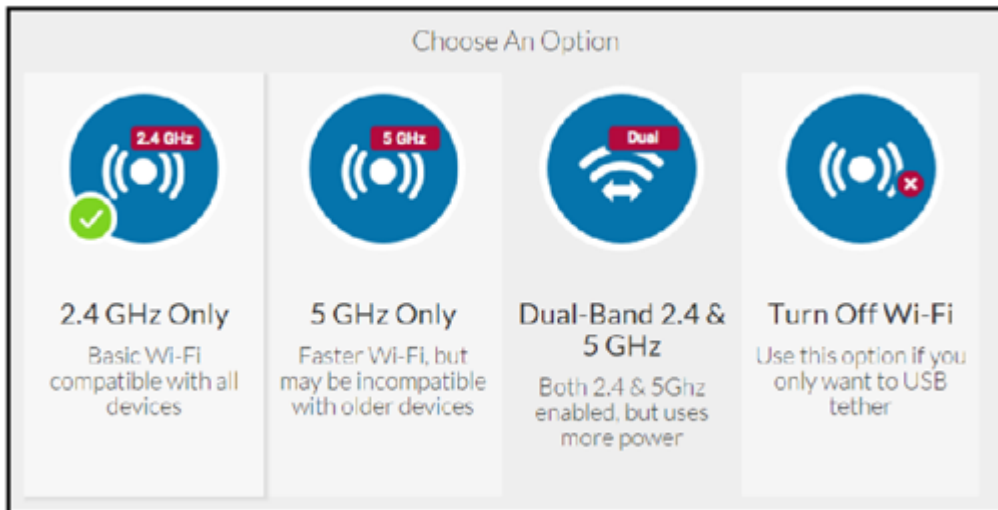 Choose An Option
2.4 GHz
5 GHz
Dual
2.4 GHz Only
Basic Wi-Fi
compatible with all
devices
5 GHz Only
Faster Wi-Fi, but
may be incompatible
with older devices
Dual-Band 2.4 &
5 GHz
Both 2.4 & 5Ghz
enabled, but uses
more power
Turn Off Wi-Fi
Use this option if you
only want to USB
tether